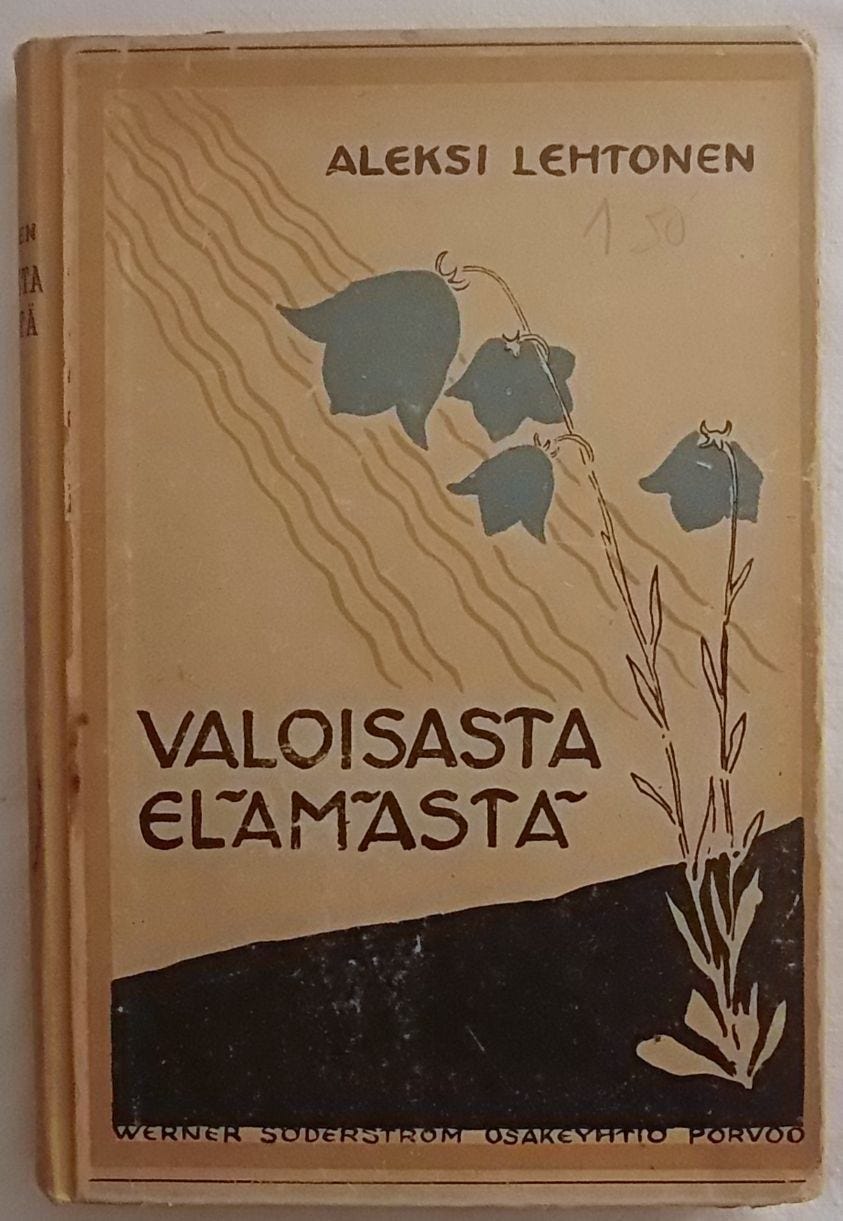 ALEKSI LEHTONEN
1 50
VALOISASTA
ELÄMÄSTÄ
WERNER SÖDERSTRÖM OSAKEYHTIÖ PORVOO